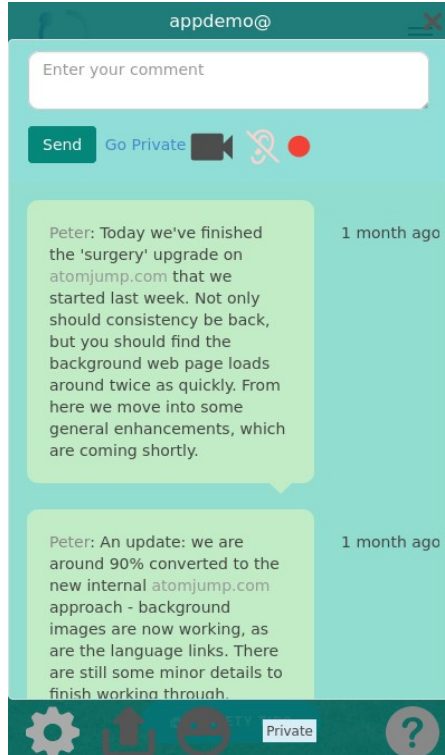 appdemo@
Enter your comment
Send Go Private
Peter: Today we've finished
the 'surgery' upgrade on
atomjump.com that we
started last week. Not only
should consistency be back,
but you should find the
background web page loads
around twice as quickly. From
here we move into some
general enhancements, which
are coming shortly.
1 month ago
Peter: An update: we are
around 90% converted to the
new internal atomjump.com
approach - background
images are now working, as
are the language links. There
are still some minor details to
finish working through.
1 month ago
Private